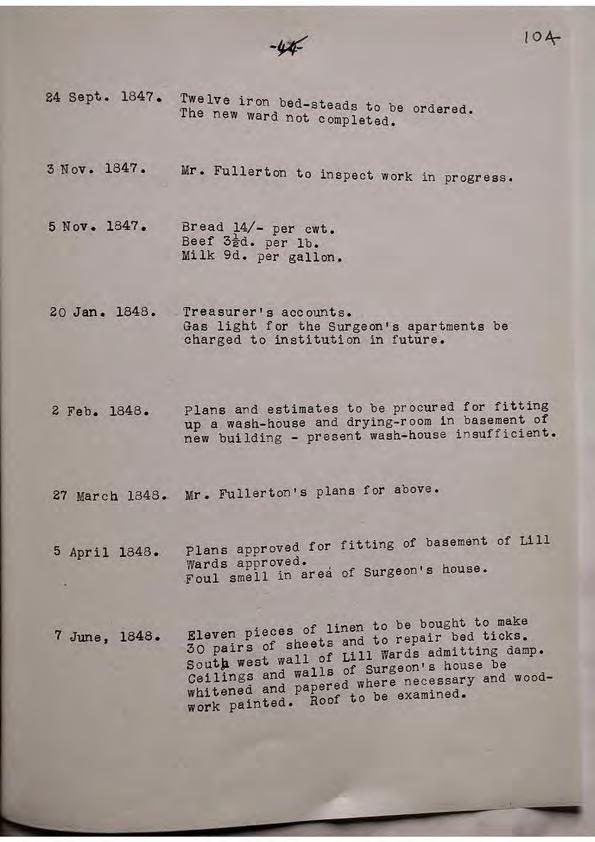 -44-
10A
24 Sept. 1847. Twelve iron bed-steads to be ordered.
The new ward not completed.
3 Nov. 1847. Mr. Fullerton to inspect work in progress.
5 Nov. 1847. Bread 14/- per cwt.
Beef 3½d. per lb.
Milk 9d. per gallon.
20 Jan. 1848. Treasurer's accounts.
Gas light for the Surgeon's apartments be
charged to institution in future.
2 Feb. 1848. Plans and estimates to be procured for fitting
up a wash-house and drying-room in basement of
new building - present wash-house insufficient.
27 March 1848. Mr. Fullerton's plans for above.
5 April 1848. Plans approved for fitting of basement of Lill
Wards approved.
Foul smell in area of Surgeon's house.
7 June, 1848. Eleven pieces of linen to be bought to make
30 pairs of sheets and to repair bed ticks.
South west wall of Lill Wards admitting damp.
Ceilings and walls of Surgeon's house be
whitened and papered where necessary and wood-
work painted. Roof to be examined.